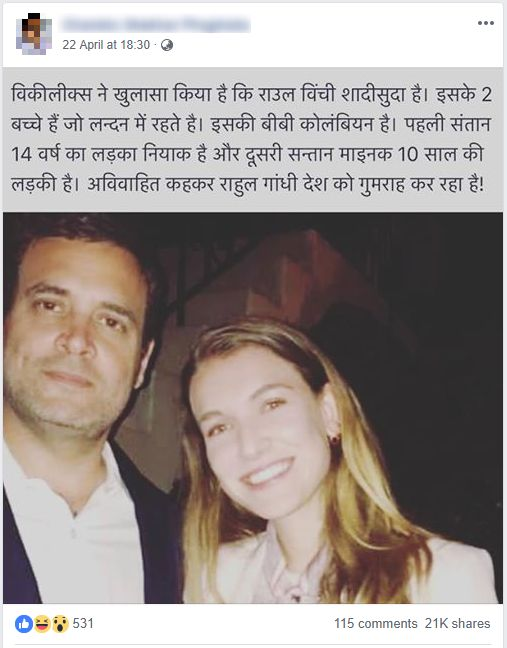 22 April at 18:30
विकीलीक्स ने खुलासा किया है कि राउल विंची शादीसुदा है। इसके 2
बच्चे हैं जो लन्दन में रहते है। इसकी बीबी कोलंबियन है। पहली संतान
14 वर्ष का लड़का नियाक है और दूसरी सन्तान माइनक 10 साल की
लड़की है। अविवाहित कहकर राहुल गांधी देश को गुमराह कर रहा है!
531
115 comments 21K shares